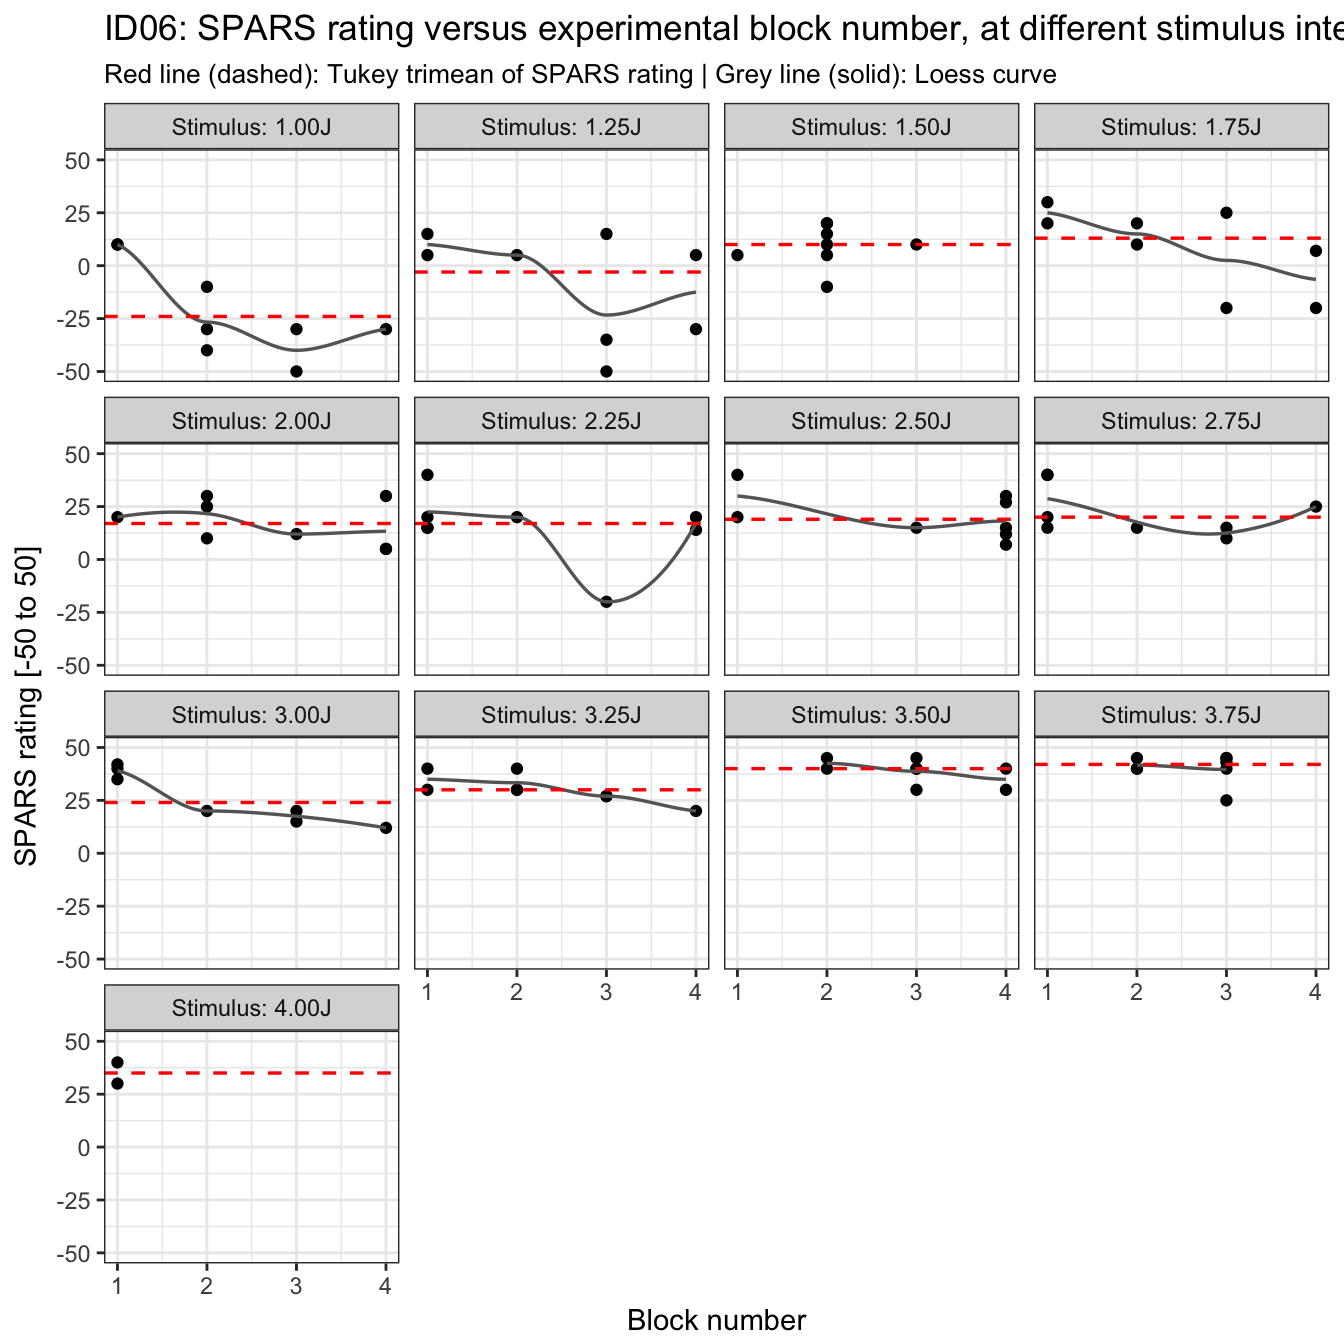 ID06: SPARS rating versus experimental block number, at different stimulus inte
Red line (dashed): Tukey trimean of SPARS rating | Grey line (solid): Loess curve
Stimulus: 1.00J Stimulus: 1.25J Stimulus: 1.50J Stimulus: 1.75J
50
25
0
-25
-50
Stimulus: 2.00J Stimulus: 2.25J Stimulus: 2.50J Stimulus: 2.75J
50
25
0
-25
-50
SPARS rating [-50 to 50]
Stimulus: 3.00J Stimulus: 3.25J Stimulus: 3.50J Stimulus: 3.75J
50
25
0
-25
-50
1 2 3 4 1 2 3 4 1 2 3 4
Stimulus: 4.00J
50
25
0
-25
-50
1 2 3 4
Block number